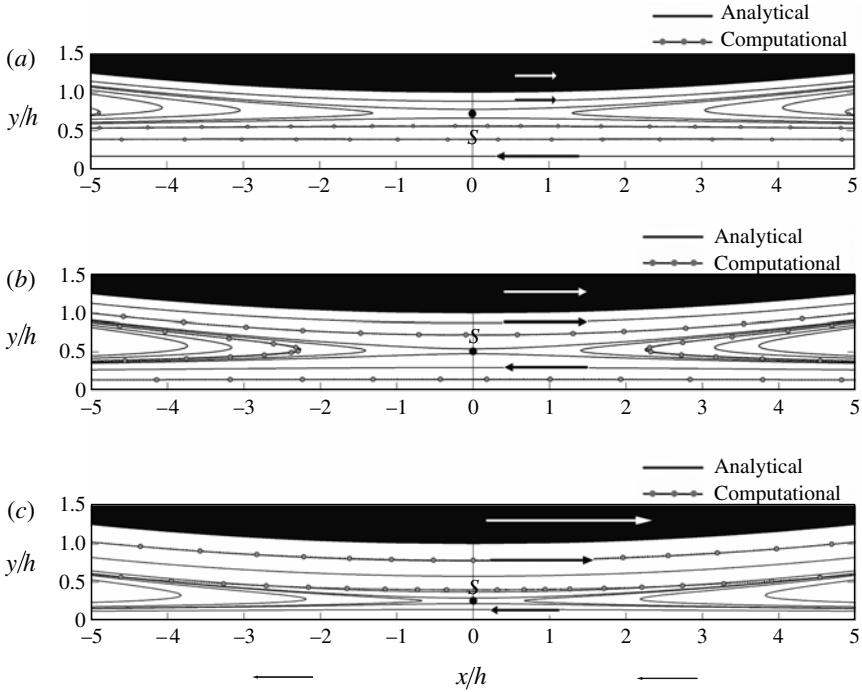 Analytical
Computational
(a)
1.5
1.0
y/h
0.5
0
S
–5 –4 –3 –2 –1 0 1 2 3 4 5
Analytical
Computational
(b)
1.5
1.0
y/h
0.5
0
S
–5 –4 –3 –2 –1 0 1 2 3 4 5
Analytical
Computational
(c)
1.5
1.0
y/h
0.5
0
S
–5 –4 –3 –2 –1 0 1 2 3 4 5
x/h